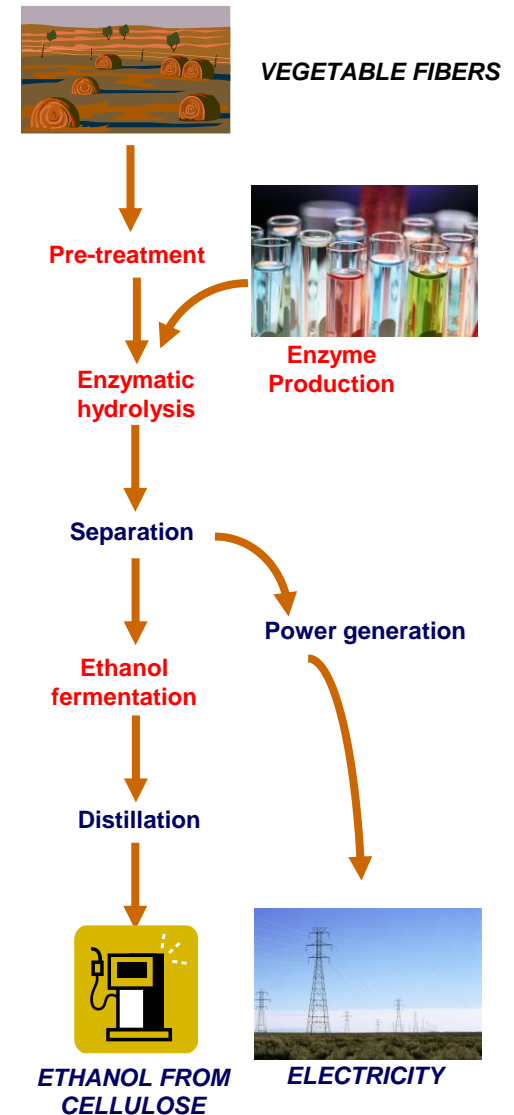 VEGETABLE FIBERS
Pre-treatment
Enzyme
Production
Enzymatic
hydrolysis
Separation
Power generation
Ethanol
fermentation
Distillation
ETHANOL FROM
CELLULOSE
ELECTRICITY